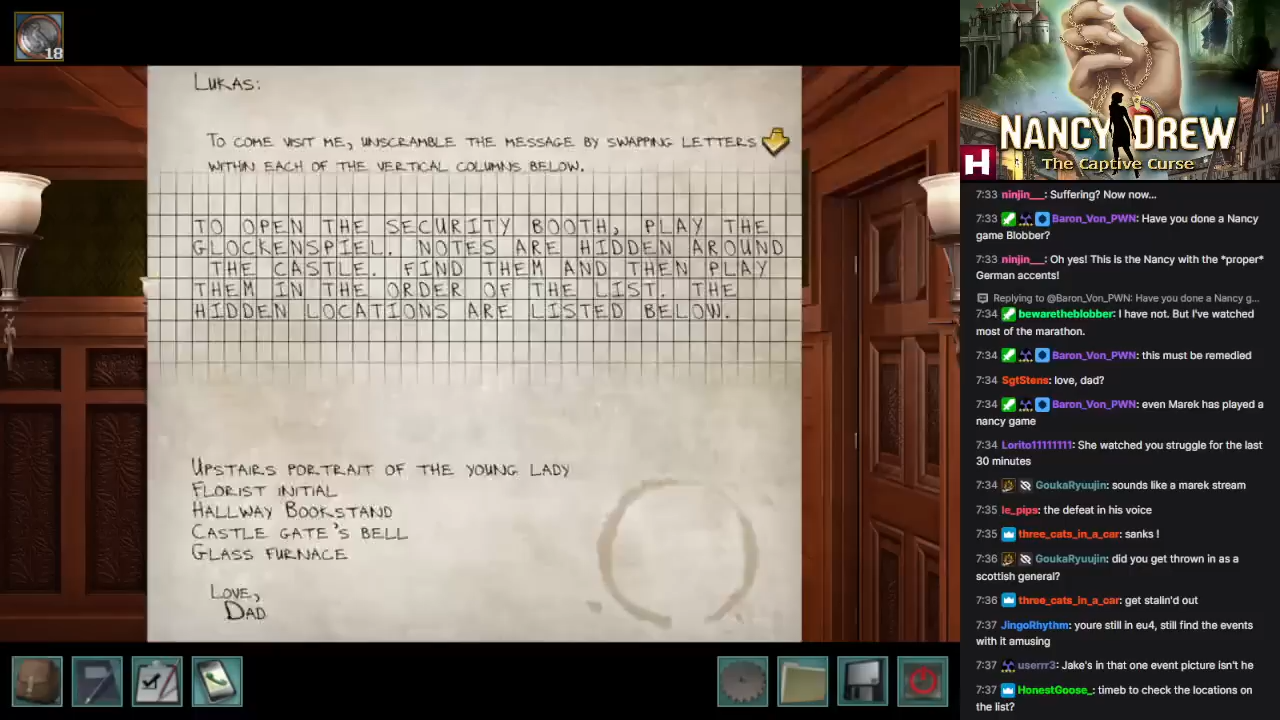 18
LUKAS:
TO COME VISIT ME, UNSCRAMBLE THE MESSAGE BY SWAPPING LETTERS
WITHIN EACH OF THE VERTICAL COLUMNS BELOW.
TO OPEN THE SECURITY BOOTH, PLAY THE
GLOCKENSPIEL. NOTES ARE HIDDEN AROUND
THE CASTLE. FIND THEM AND THEN PLAY
THEM IN THE ORDER OF THE LIST. THE
HIDDEN LOCATIONS ARE LISTED BELOW.
UPSTAIRS PORTRAIT OF THE YOUNG LADY
FLORIST INITIAL
HALLWAY BOOKSTAND
CASTLE GATE'S BELL
GLASS FURNACE
LOVE,
DAD
NANCY DREW
The Captive Curse
H
7:33 ninjin__: Suffering? Now now...
7:33 Baron_Von_PWN: Have you done a Nancy
game Blobber?
7:33 ninjin__: Oh yes! This is the Nancy with the *proper*
German accents!
Replying to @Baron_Von_PWN: Have you done a Nancy g...
7:34 bewaretheblobber: I have not. But I've watched
most of the marathon.
7:34 Baron_Von_PWN: this must be remedied
7:34 SgtStens: love, dad?
7:34 Baron_Von_PWN: even Marek has played a
nancy game
7:34 Lorito11111111: She watched you struggle for the last
30 minutes
7:34 GoukaRyuujin: sounds like a marek stream
7:35 le_pips: the defeat in his voice
7:35 three_cats_in_a_car: sanks !
7:36 GoukaRyuujin: did you get thrown in as a
scottish general?
7:36 three_cats_in_a_car: get stalin'd out
7:37 JingoRhythm: youre still in eu4, still find the events
with it amusing
7:37 userrr3: Jake's in that one event picture isn't he
7:37 HonestGoose_: timeb to check the locations on
the list?